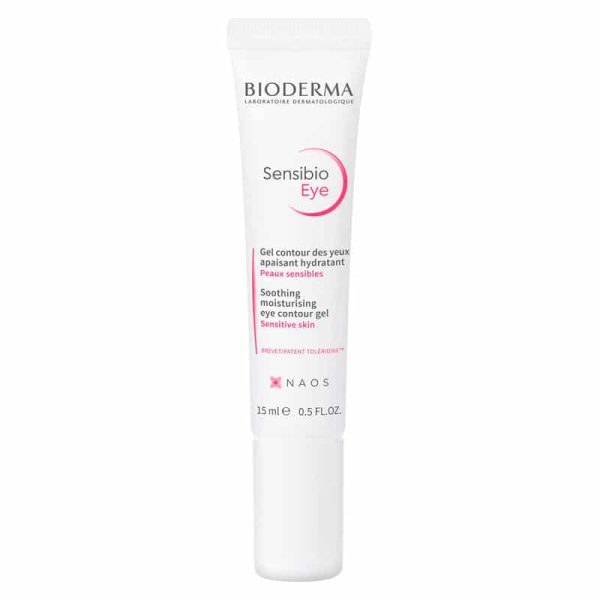 BIODERMA
LABORATOIRE DERMATOLOGIQUE
Sensibio
Eye
Gel contour des yeux
apaisant hydratant
Peaux sensibles
Soothing
moisturising
eye contour gel
Sensitive skin
BREVET/PATENT TOLÉRIDINE™
NAOS
15 ml ℮ 0.5 FL.OZ.